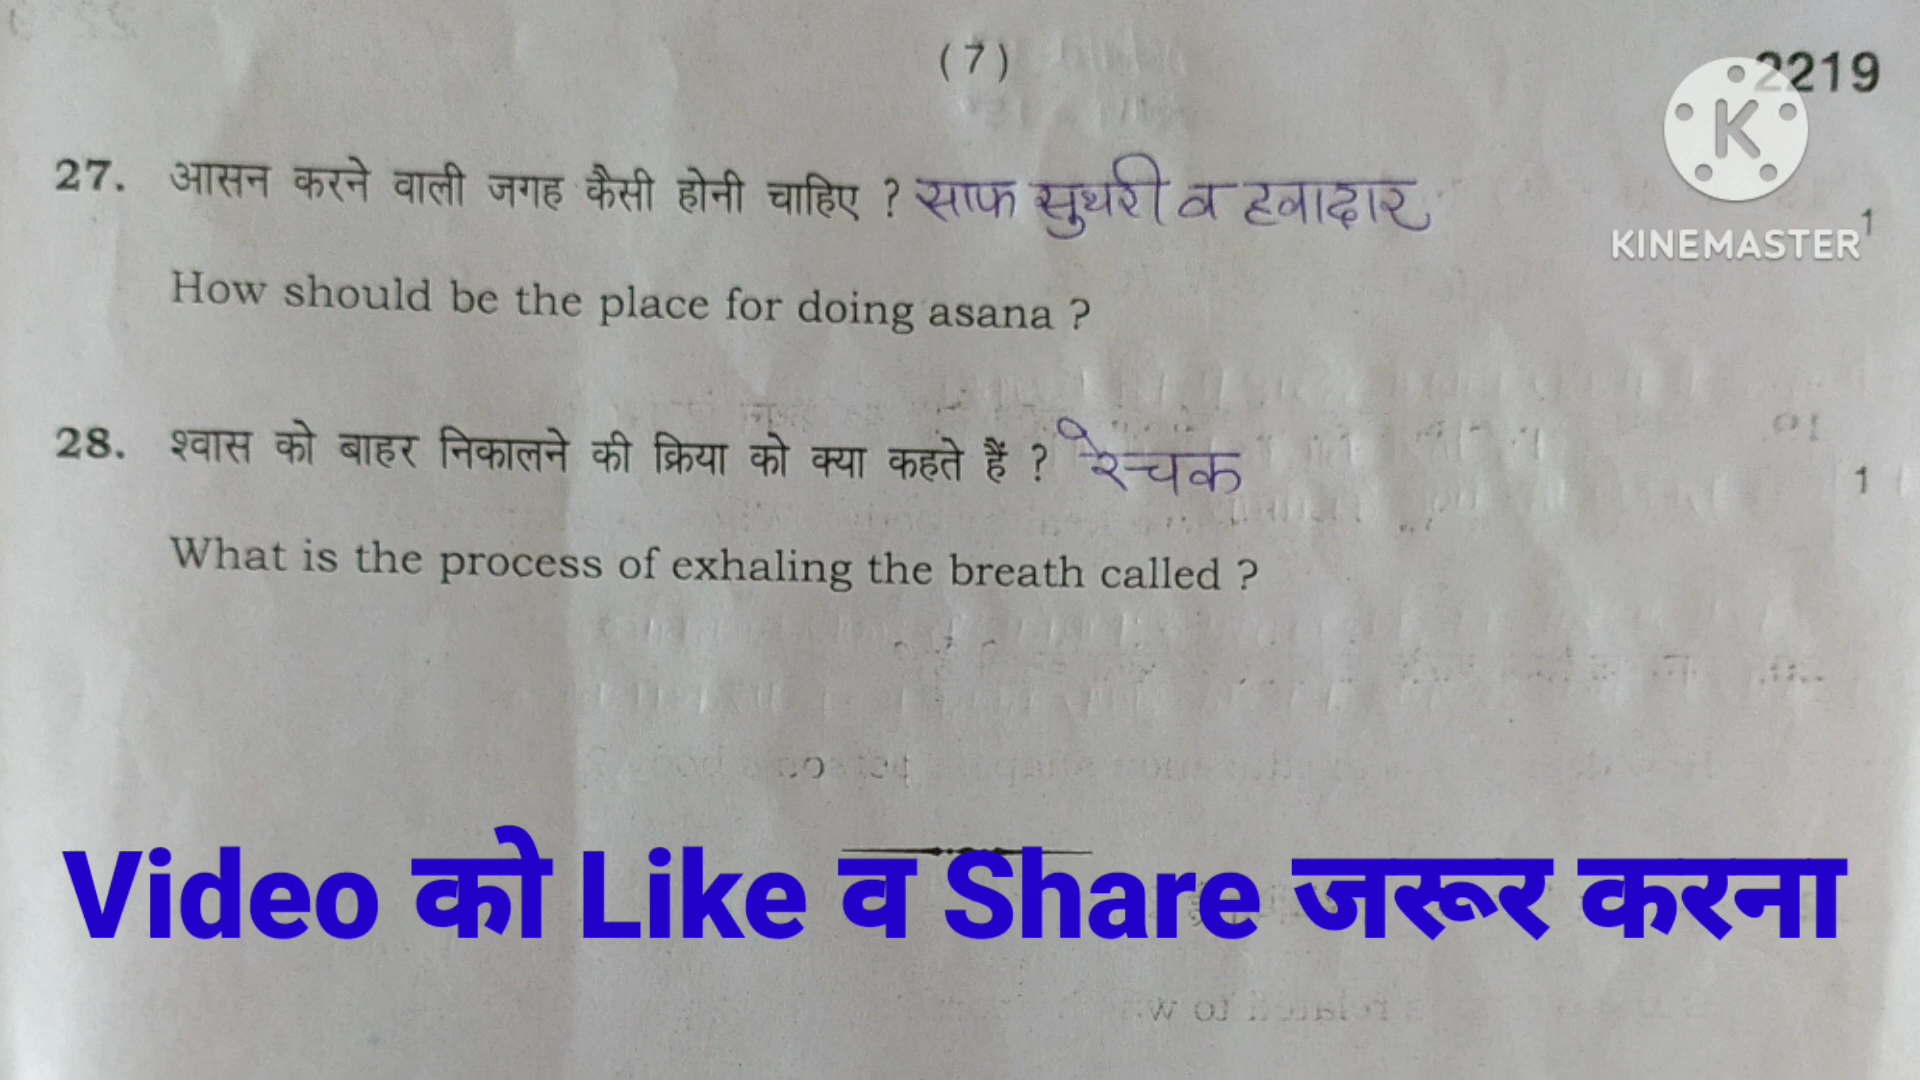 (7)
2219
27. आसन करने वाली जगह कैसी होनी चाहिए ? साफ सुथरी व हवादार
1
KINEMASTER
How should be the place for doing asana ?
28. श्वास को बाहर निकालने की क्रिया को क्या कहते हैं ? रेचक
1
What is the process of exhaling the breath called ?
Video को Like व Share जरूर करना